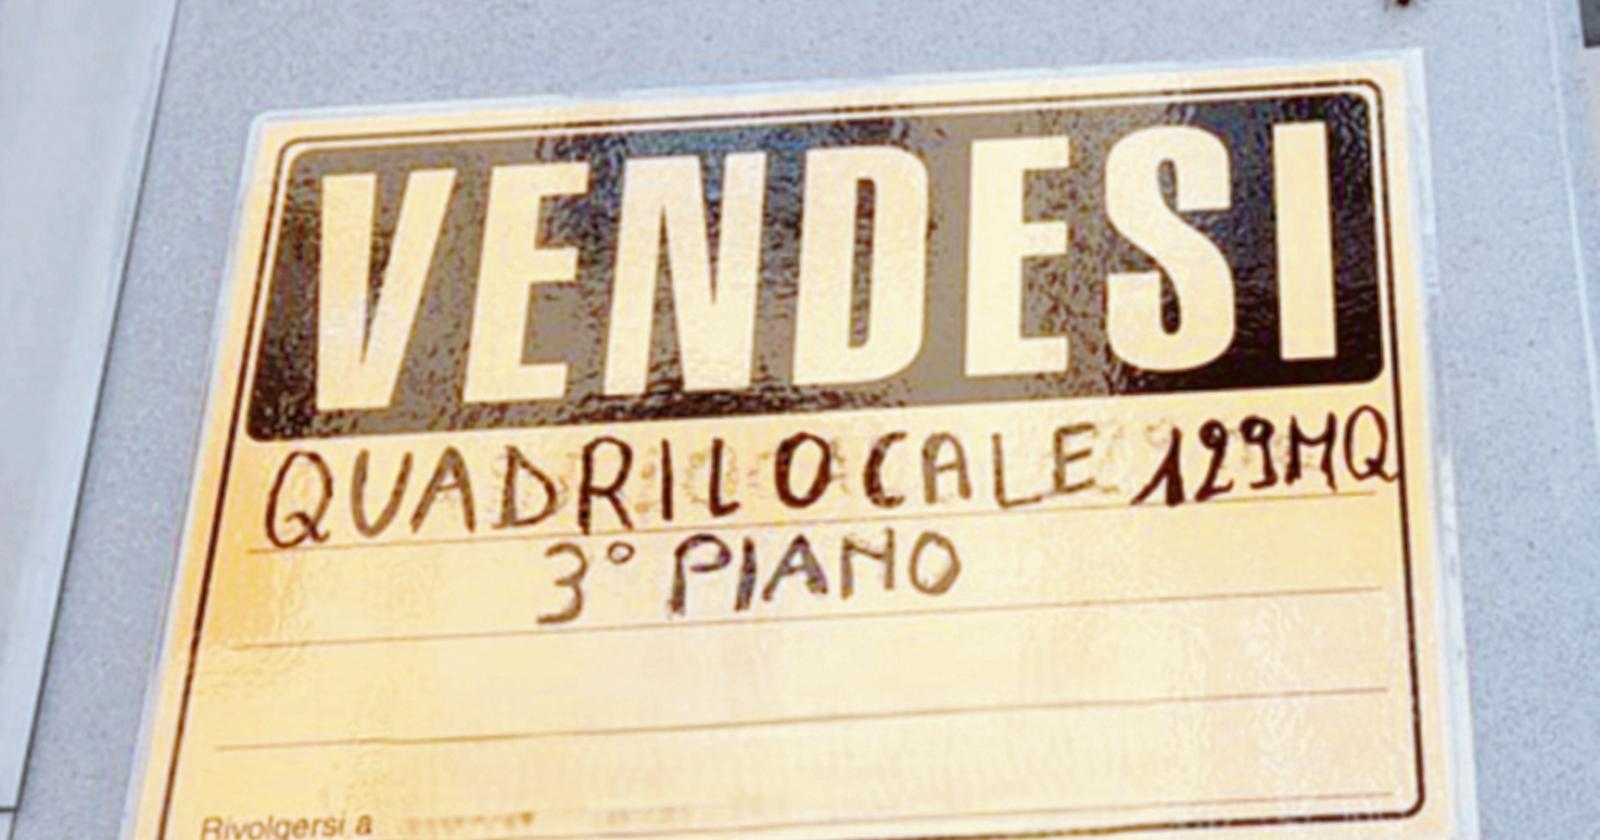 VENDESI
QUADRILOCALE 129MQ
3° PIANO
Rivolgersi a